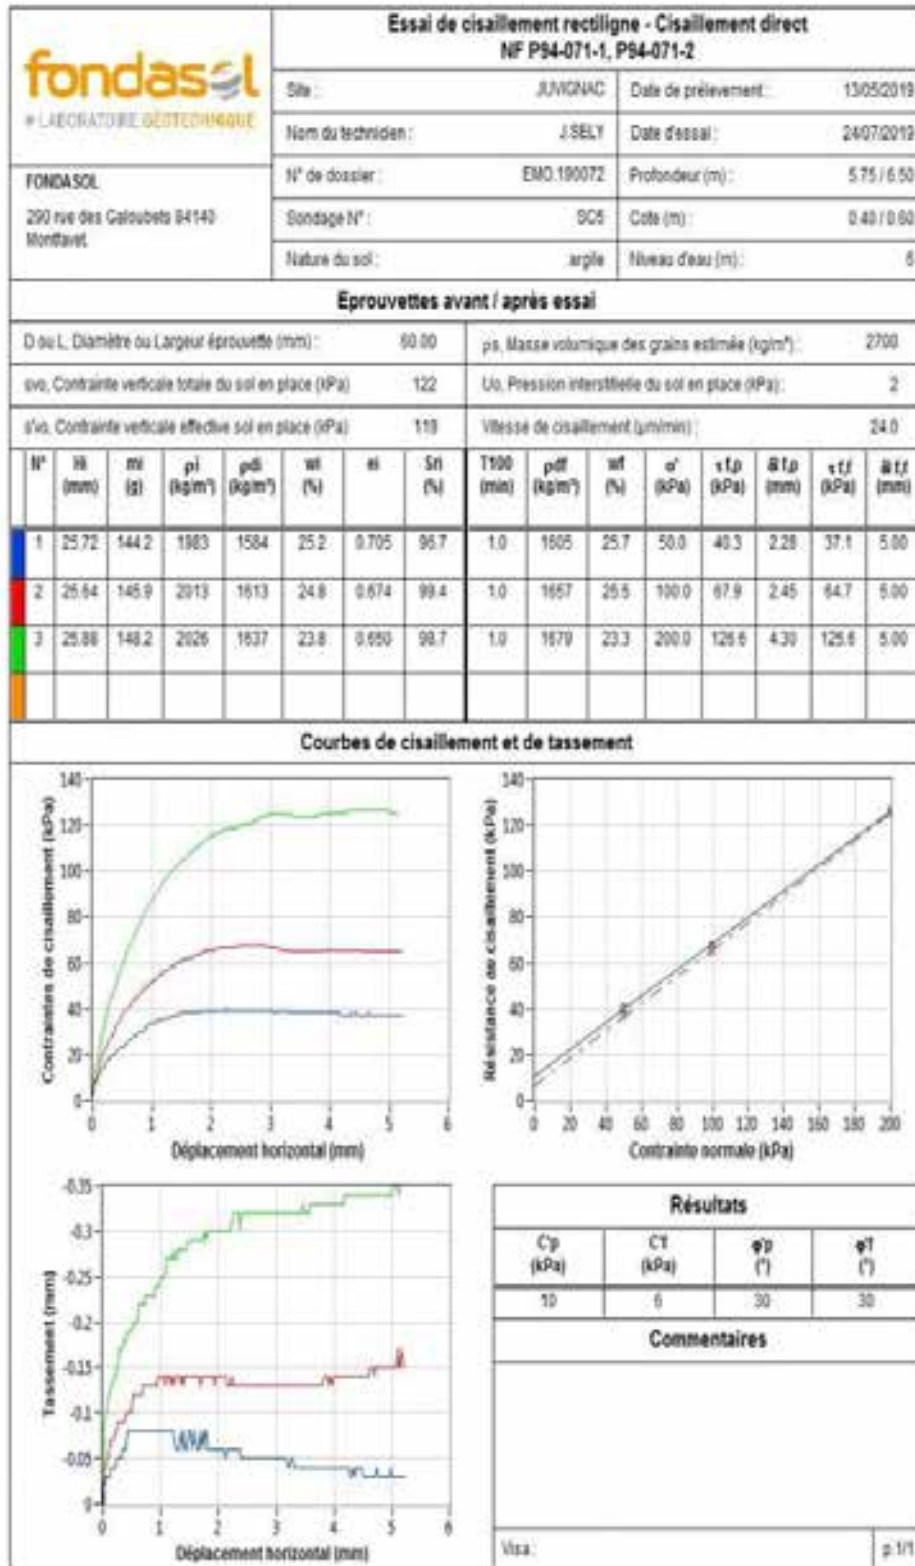 Essai de cisaillement rectiligne - Cisaillement direct
NF P94-071-1, P94-071-2
fondasol
LABORATOIRE GÉOTECHNIQUE
FONDASOL
290 rue des Galoubets 84140
Montfavet
Site : JUVIGNAC Date de prélevement : 13/05/2019
Nom du technicien : J.SELY Date d'essai : 24/07/2019
N° de dossier : EMO.190072 Profondeur (m) : 5.75 / 6.50
Sondage N° : SC5 Cote (m) : 0.40 / 0.60
Nature du sol : argile Niveau d'eau (m) : 6
Eprouvettes avant / après essai
D ou L, Diamètre ou Largeur éprouvette (mm) : 60.00 ρs, Masse volumique des grains estimée (kg/m³) : 2700
σvo, Contrainte verticale totale du sol en place (kPa) 122 Uo, Pression interstitielle du sol en place (kPa) : 2
s'vo, Contrainte verticale effective sol en place (kPa) 119 Vitesse de cisaillement (µm/min) : 24.0
N° Hi (mm) mi (g) ρi (kg/m³) ρdi (kg/m³) wi (%) ei Sri (%) T100 (min) ρdf (kg/m³) wf (%) σ' (kPa) τf,p (kPa) δlf,p (mm) τf,f (kPa) δlf,f (mm)
1 25.72 144.2 1983 1584 25.2 0.705 96.7 1.0 1605 25.7 50.0 40.3 2.28 37.1 5.00
2 25.64 145.9 2013 1613 24.8 0.674 99.4 1.0 1657 25.5 100.0 67.9 2.45 64.7 5.00
3 25.88 148.2 2026 1637 23.8 0.650 98.7 1.0 1679 23.3 200.0 126.6 4.30 125.6 5.00
Courbes de cisaillement et de tassement
Contraintes de cisaillement (kPa)
140
120
100
80
60
40
20
0
0 1 2 3 4 5 6
Déplacement horizontal (mm)
Résistance de cisaillement (kPa)
140
120
100
80
60
40
20
0
0 20 40 60 80 100 120 140 160 180 200
Contrainte normale (kPa)
Tassement (mm)
-0.35
-0.3
-0.25
-0.2
-0.15
-0.1
-0.05
0
0 1 2 3 4 5 6
Déplacement horizontal (mm)
Résultats
C'p (kPa) C'f (kPa) φ'p (°) φ'f (°)
10 6 30 30
Commentaires
Visa : p.1/1